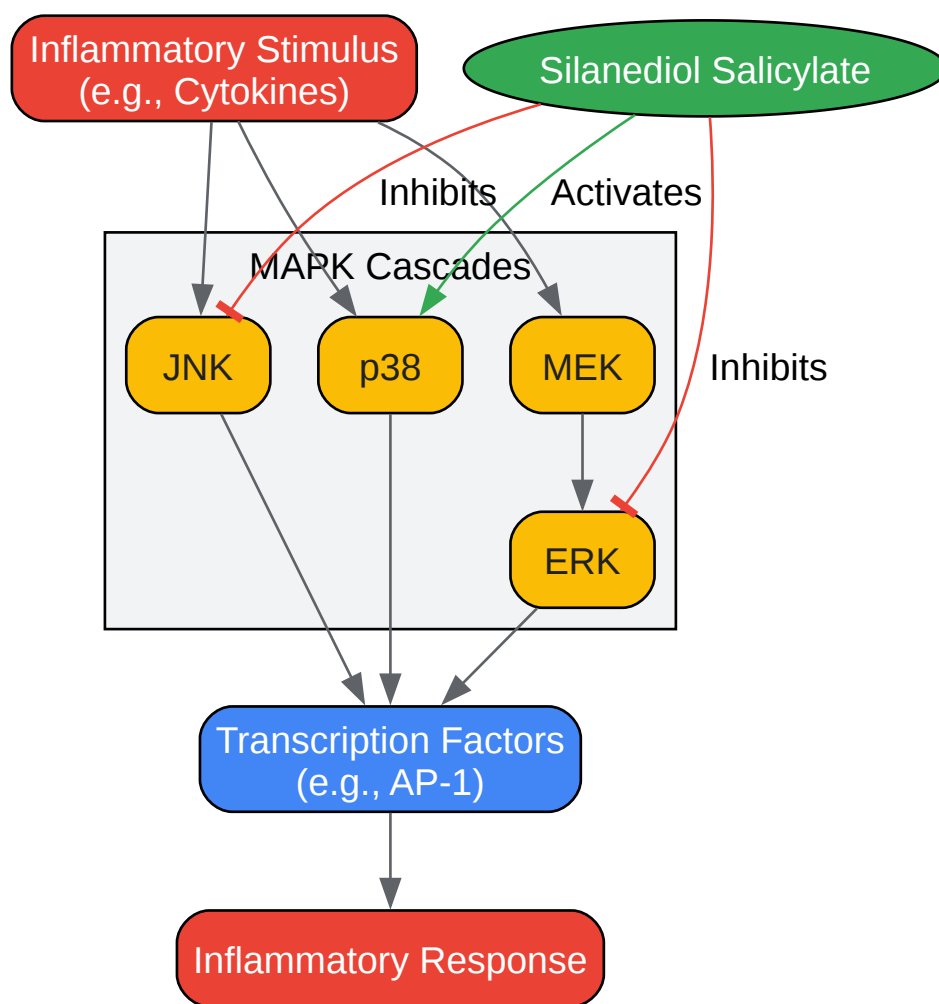 Inflammatory Stimulus
(e.g., Cytokines)
Silanediol Salicylate
Inhibits
Activates
MAPK Cascades
JNK
p38
MEK
Inhibits
ERK
Transcription Factors
(e.g., AP-1)
Inflammatory Response